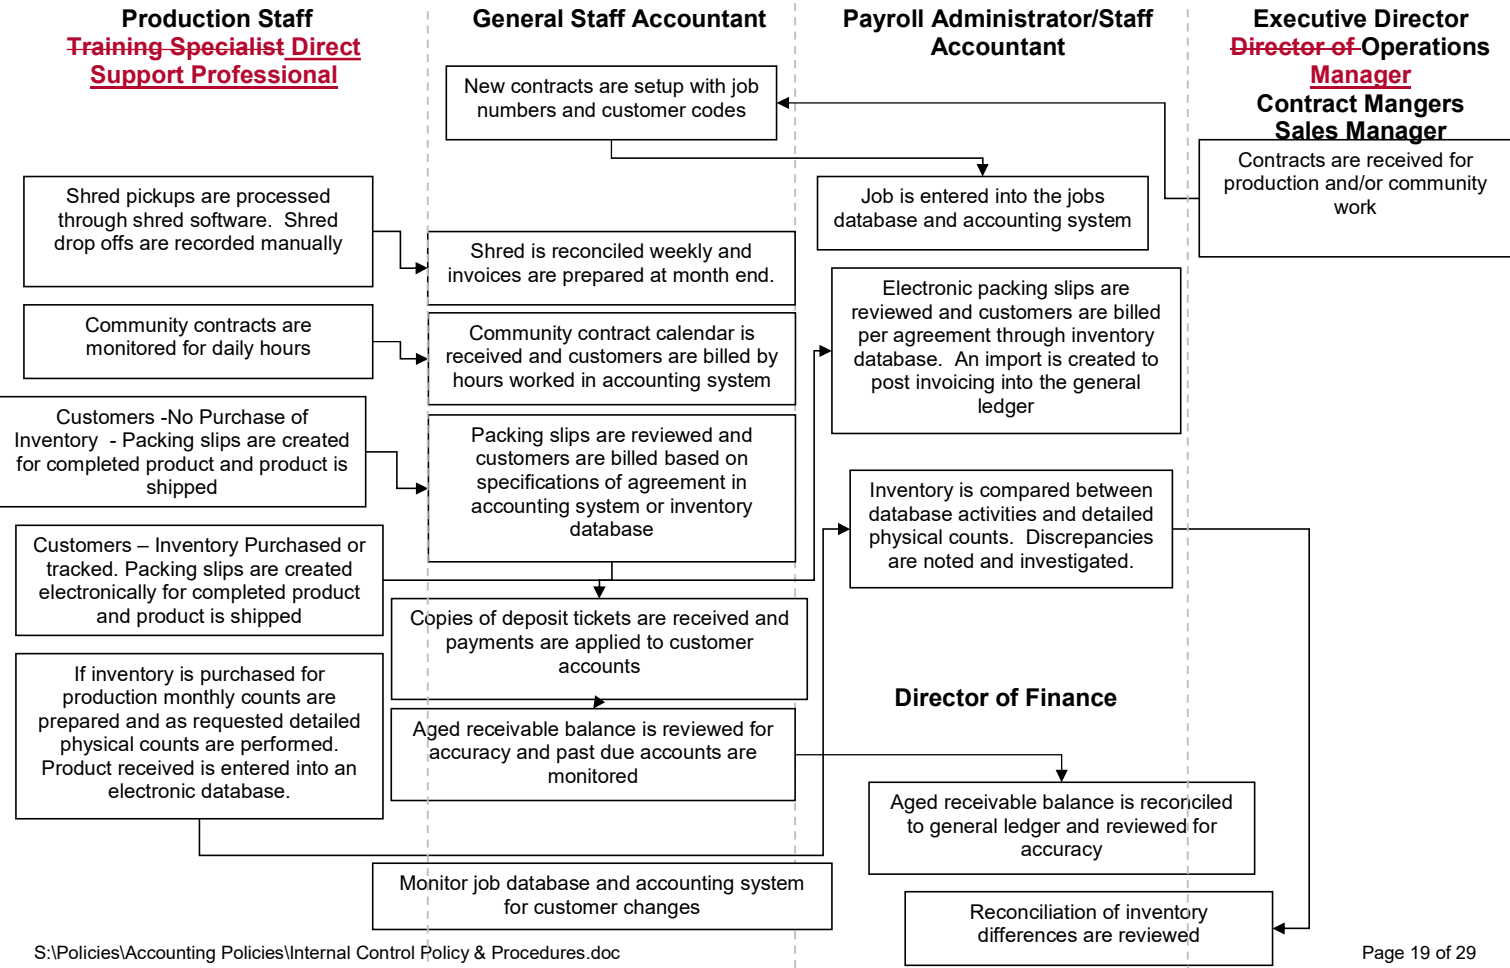 Production Staff
Training Specialist Direct
Support Professional
General Staff Accountant
Payroll Administrator/Staff
Accountant
Executive Director
Director of Operations
Manager
Contract Mangers
Sales Manager
New contracts are setup with job
numbers and customer codes
Contracts are received for
production and/or community
work
Job is entered into the jobs
database and accounting system
Shred pickups are processed
through shred software.  Shred
drop offs are recorded manually
Shred is reconciled weekly and
invoices are prepared at month end.
Community contracts are
monitored for daily hours
Community contract calendar is
received and customers are billed by
hours worked in accounting system
Electronic packing slips are
reviewed and customers are billed
per agreement through inventory
database.  An import is created to
post invoicing into the general
ledger
Customers -No Purchase of
Inventory  - Packing slips are created
for completed product and product is
shipped
Packing slips are reviewed and
customers are billed based on
specifications of agreement in
accounting system or inventory
database
Inventory is compared between
database activities and detailed
physical counts.  Discrepancies
are noted and investigated.
Customers – Inventory Purchased or
tracked. Packing slips are created
electronically for completed product
and product is shipped
Copies of deposit tickets are received and
payments are applied to customer
accounts
If inventory is purchased for
production monthly counts are
prepared and as requested detailed
physical counts are performed.
Product received is entered into an
electronic database.
Director of Finance
Aged receivable balance is reviewed for
accuracy and past due accounts are
monitored
Aged receivable balance is reconciled
to general ledger and reviewed for
accuracy
Monitor job database and accounting system
for customer changes
Reconciliation of inventory
differences are reviewed
S:\Policies\Accounting Policies\Internal Control Policy & Procedures.doc
Page 19 of 29